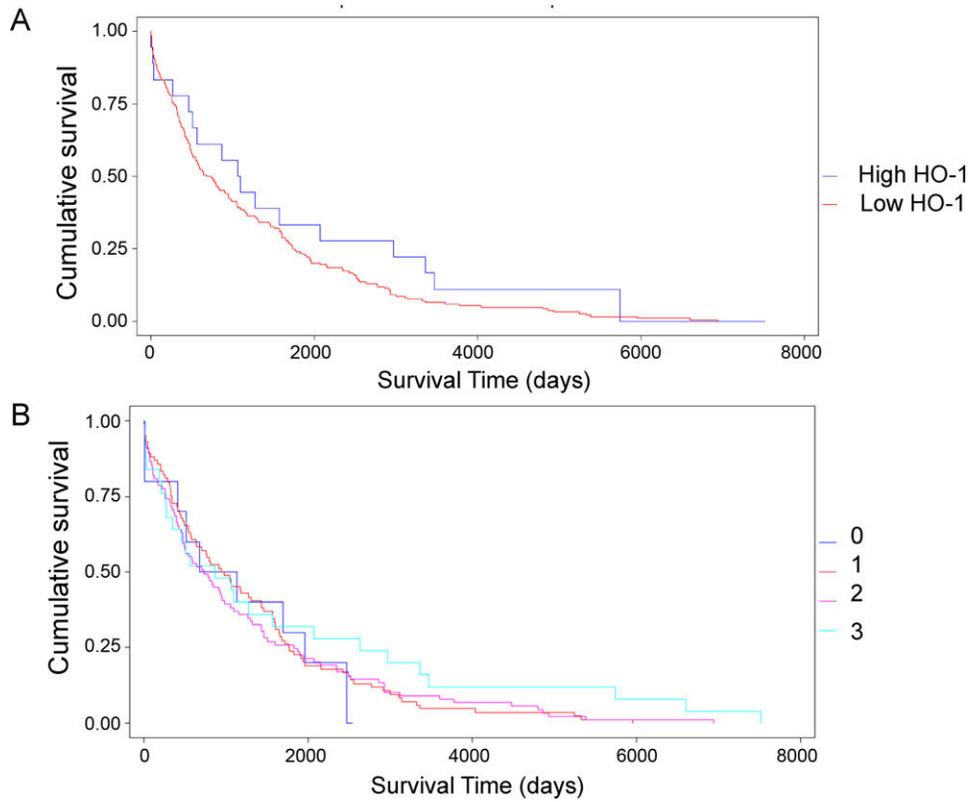 A
Cumulative survival
1.00
0.75
0.50
0.25
0.00
0 2000 4000 6000 8000
Survival Time (days)
High HO-1
Low HO-1
B
Cumulative survival
1.00
0.75
0.50
0.25
0.00
0 2000 4000 6000 8000
Survival Time (days)
0
1
2
3